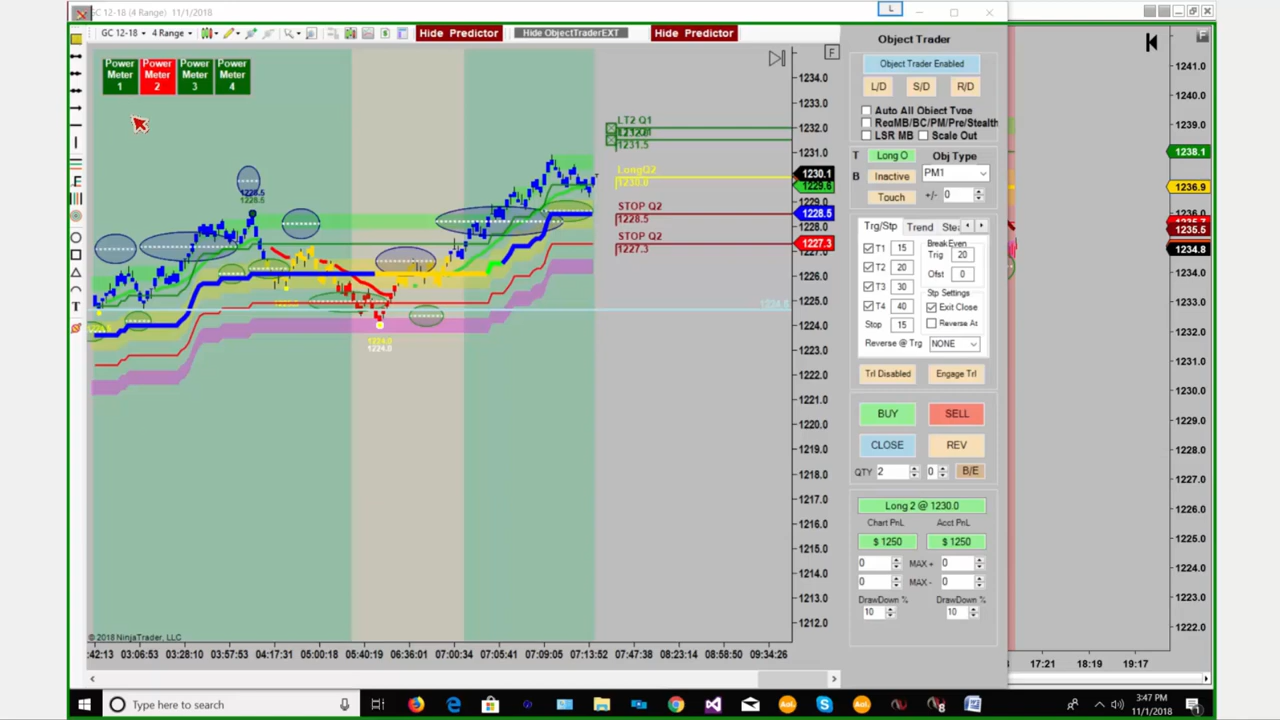 GC 12-18 (4 Range) 11/1/2018
L
GC 12-18
4 Range
Hide Predictor
Hide ObjectTraderEXT
Hide Predictor
Power Meter 1
Power Meter 2
Power Meter 3
Power Meter 4
F
1234.0
1233.0
1232.0
1231.0
1230.1
1229.6
1228.5
1227.3
1226.0
1225.0
1224.0
1223.0
1222.0
1221.0
1220.0
1219.0
1218.0
1217.0
1216.0
1215.0
1214.0
1213.0
1212.0
LT2 Q1
1231.5
LongQ2
1230.0
STOP Q2
1228.5
STOP Q2
1227.3
1228.5
1224.0
1224.0
© 2018 NinjaTrader, LLC
:42:13 03:06:53 03:28:10 03:57:53 04:17:31 05:00:18 05:40:19 06:36:01 07:00:34 07:05:41 07:09:05 07:13:52 07:47:38 08:23:14 08:58:50 09:34:26
Object Trader
Object Trader Enabled
L/D S/D R/D
Auto All Object Type
RegMB/BC/PM/Pre/Stealth
LSR MB Scale Out
T Long O Obj Type
B Inactive PM1
Touch +/- 0
Trg/Stp Trend Stea
T1 15 BreakEven
Trig 20
T2 20
Ofst 0
T3 30 Stp Settings
T4 40 Exit Close
Stop 15 Reverse At
Reverse @ Trg NONE
Trl Disabled Engage Trl
BUY SELL
CLOSE REV
QTY 2 0 B/E
Long 2 @ 1230.0
Chart PnL Acct PnL
$ 1250 $ 1250
0 MAX + 0
0 MAX - 0
DrawDown % DrawDown %
10 10
F
1241.0
1240.0
1239.0
1238.1
1236.9
1236.0
1235.5
1234.8
1234.0
1233.0
1232.0
1231.0
1230.0
1229.0
1228.0
1227.0
1226.0
1225.0
1224.0
1223.0
1222.0
17:21 18:19 19:17
Type here to search
3:47 PM
11/1/2018